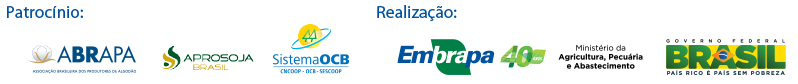 Patrocínio:
Realização:
ABRAPA
ASSOCIAÇÃO BRASILEIRA DOS PRODUTORES DE ALGODÃO
APROSOJA
BRASIL
SistemaOCB
CNCOOP - OCB - SESCOOP
Embrapa
40 anos
Ministério da
Agricultura, Pecuária
e Abastecimento
GOVERNO FEDERAL
BRASIL
PAÍS RICO É PAÍS SEM POBREZA